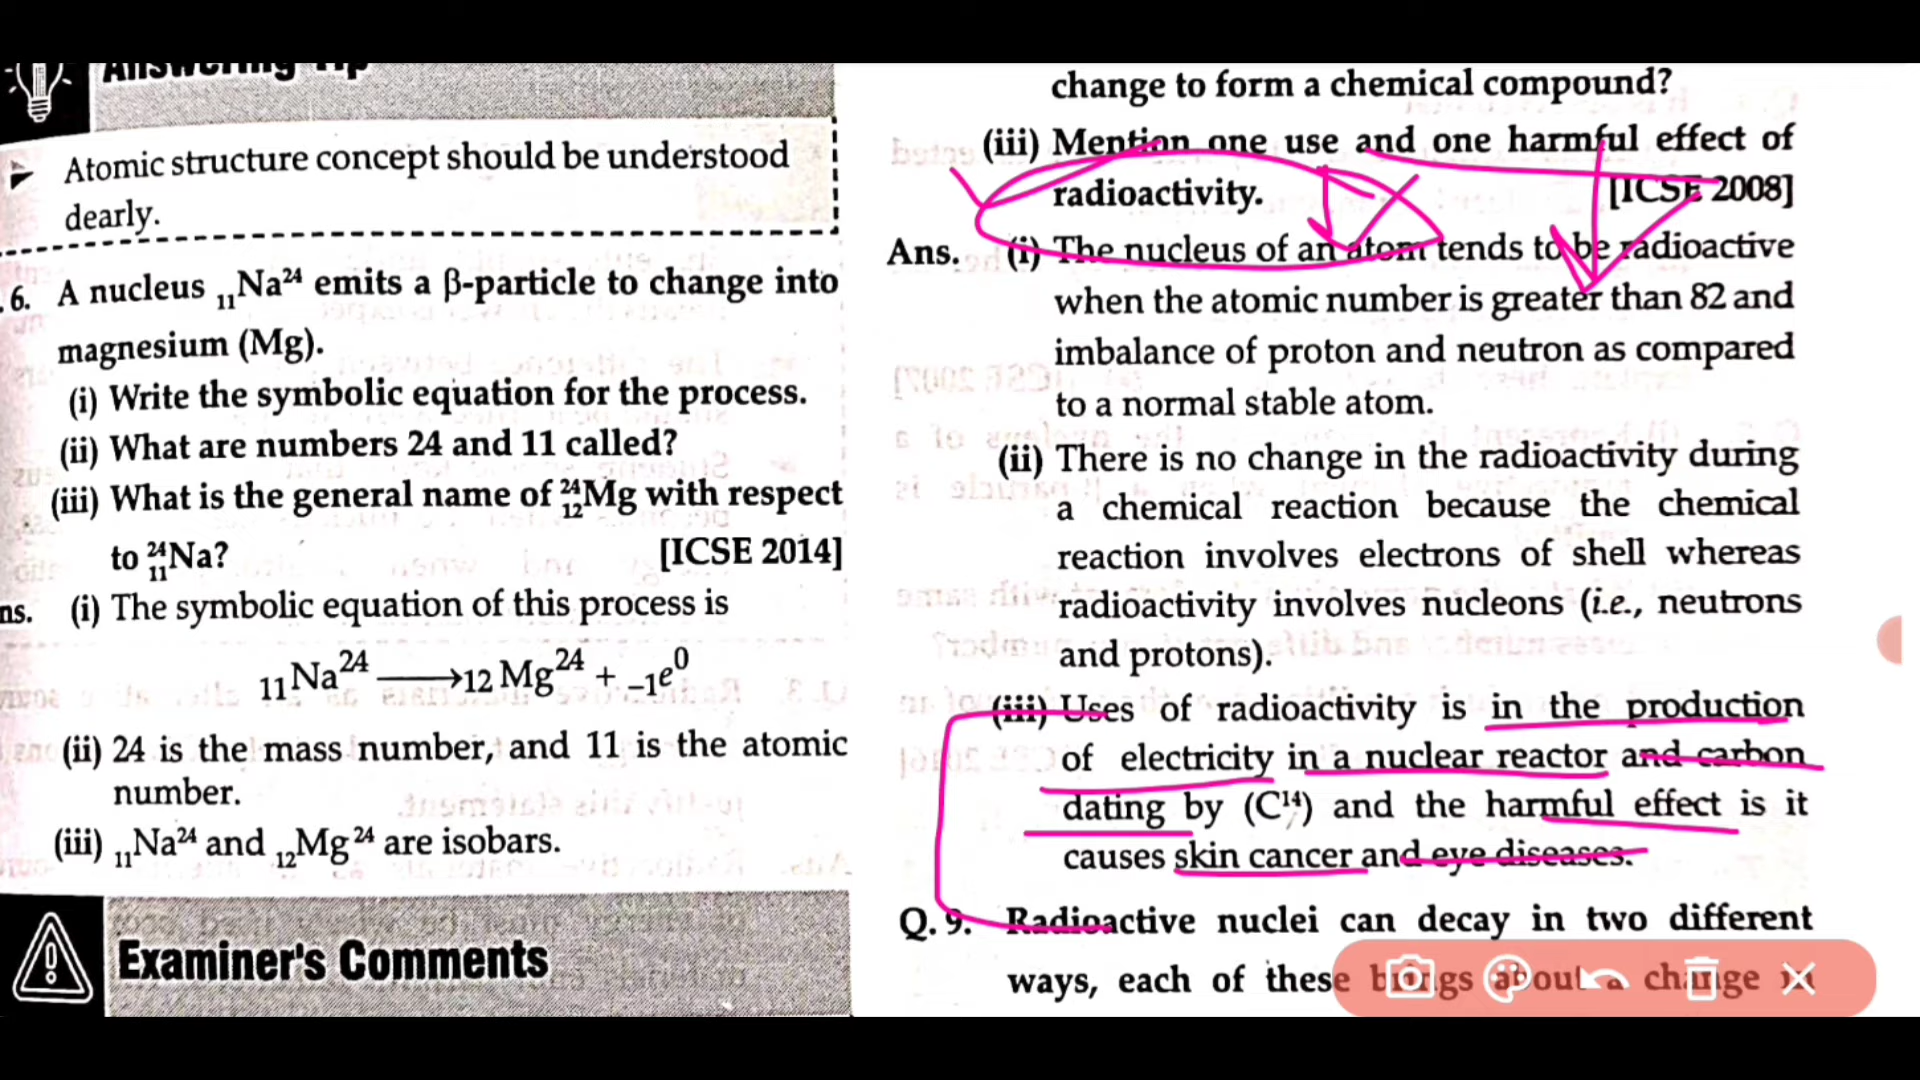 Answering Tip
Atomic structure concept should be understood
dearly.
6. A nucleus ₁₁Na²⁴ emits a β-particle to change into
magnesium (Mg).
(i) Write the symbolic equation for the process.
(ii) What are numbers 24 and 11 called?
(iii) What is the general name of ²⁴₁₂Mg with respect
to ²⁴₁₁Na? [ICSE 2014]
ns. (i) The symbolic equation of this process is
₁₁Na²⁴ ⟶ ₁₂Mg²⁴ + ₋₁e⁰
(ii) 24 is the mass number, and 11 is the atomic
number.
(iii) ₁₁Na²⁴ and ₁₂Mg²⁴ are isobars.
Examiner's Comments
change to form a chemical compound?
(iii) Mention one use and one harmful effect of
radioactivity. [ICSE 2008]
Ans. (i) The nucleus of an atom tends to be radioactive
when the atomic number is greater than 82 and
imbalance of proton and neutron as compared
to a normal stable atom.
(ii) There is no change in the radioactivity during
a chemical reaction because the chemical
reaction involves electrons of shell whereas
radioactivity involves nucleons (i.e., neutrons
and protons).
(iii) Uses of radioactivity is in the production
of electricity in a nuclear reactor and carbon
dating by (C¹⁴) and the harmful effect is it
causes skin cancer and eye diseases.
Q. 9. Radioactive nuclei can decay in two different
ways, each of these brings about a change in